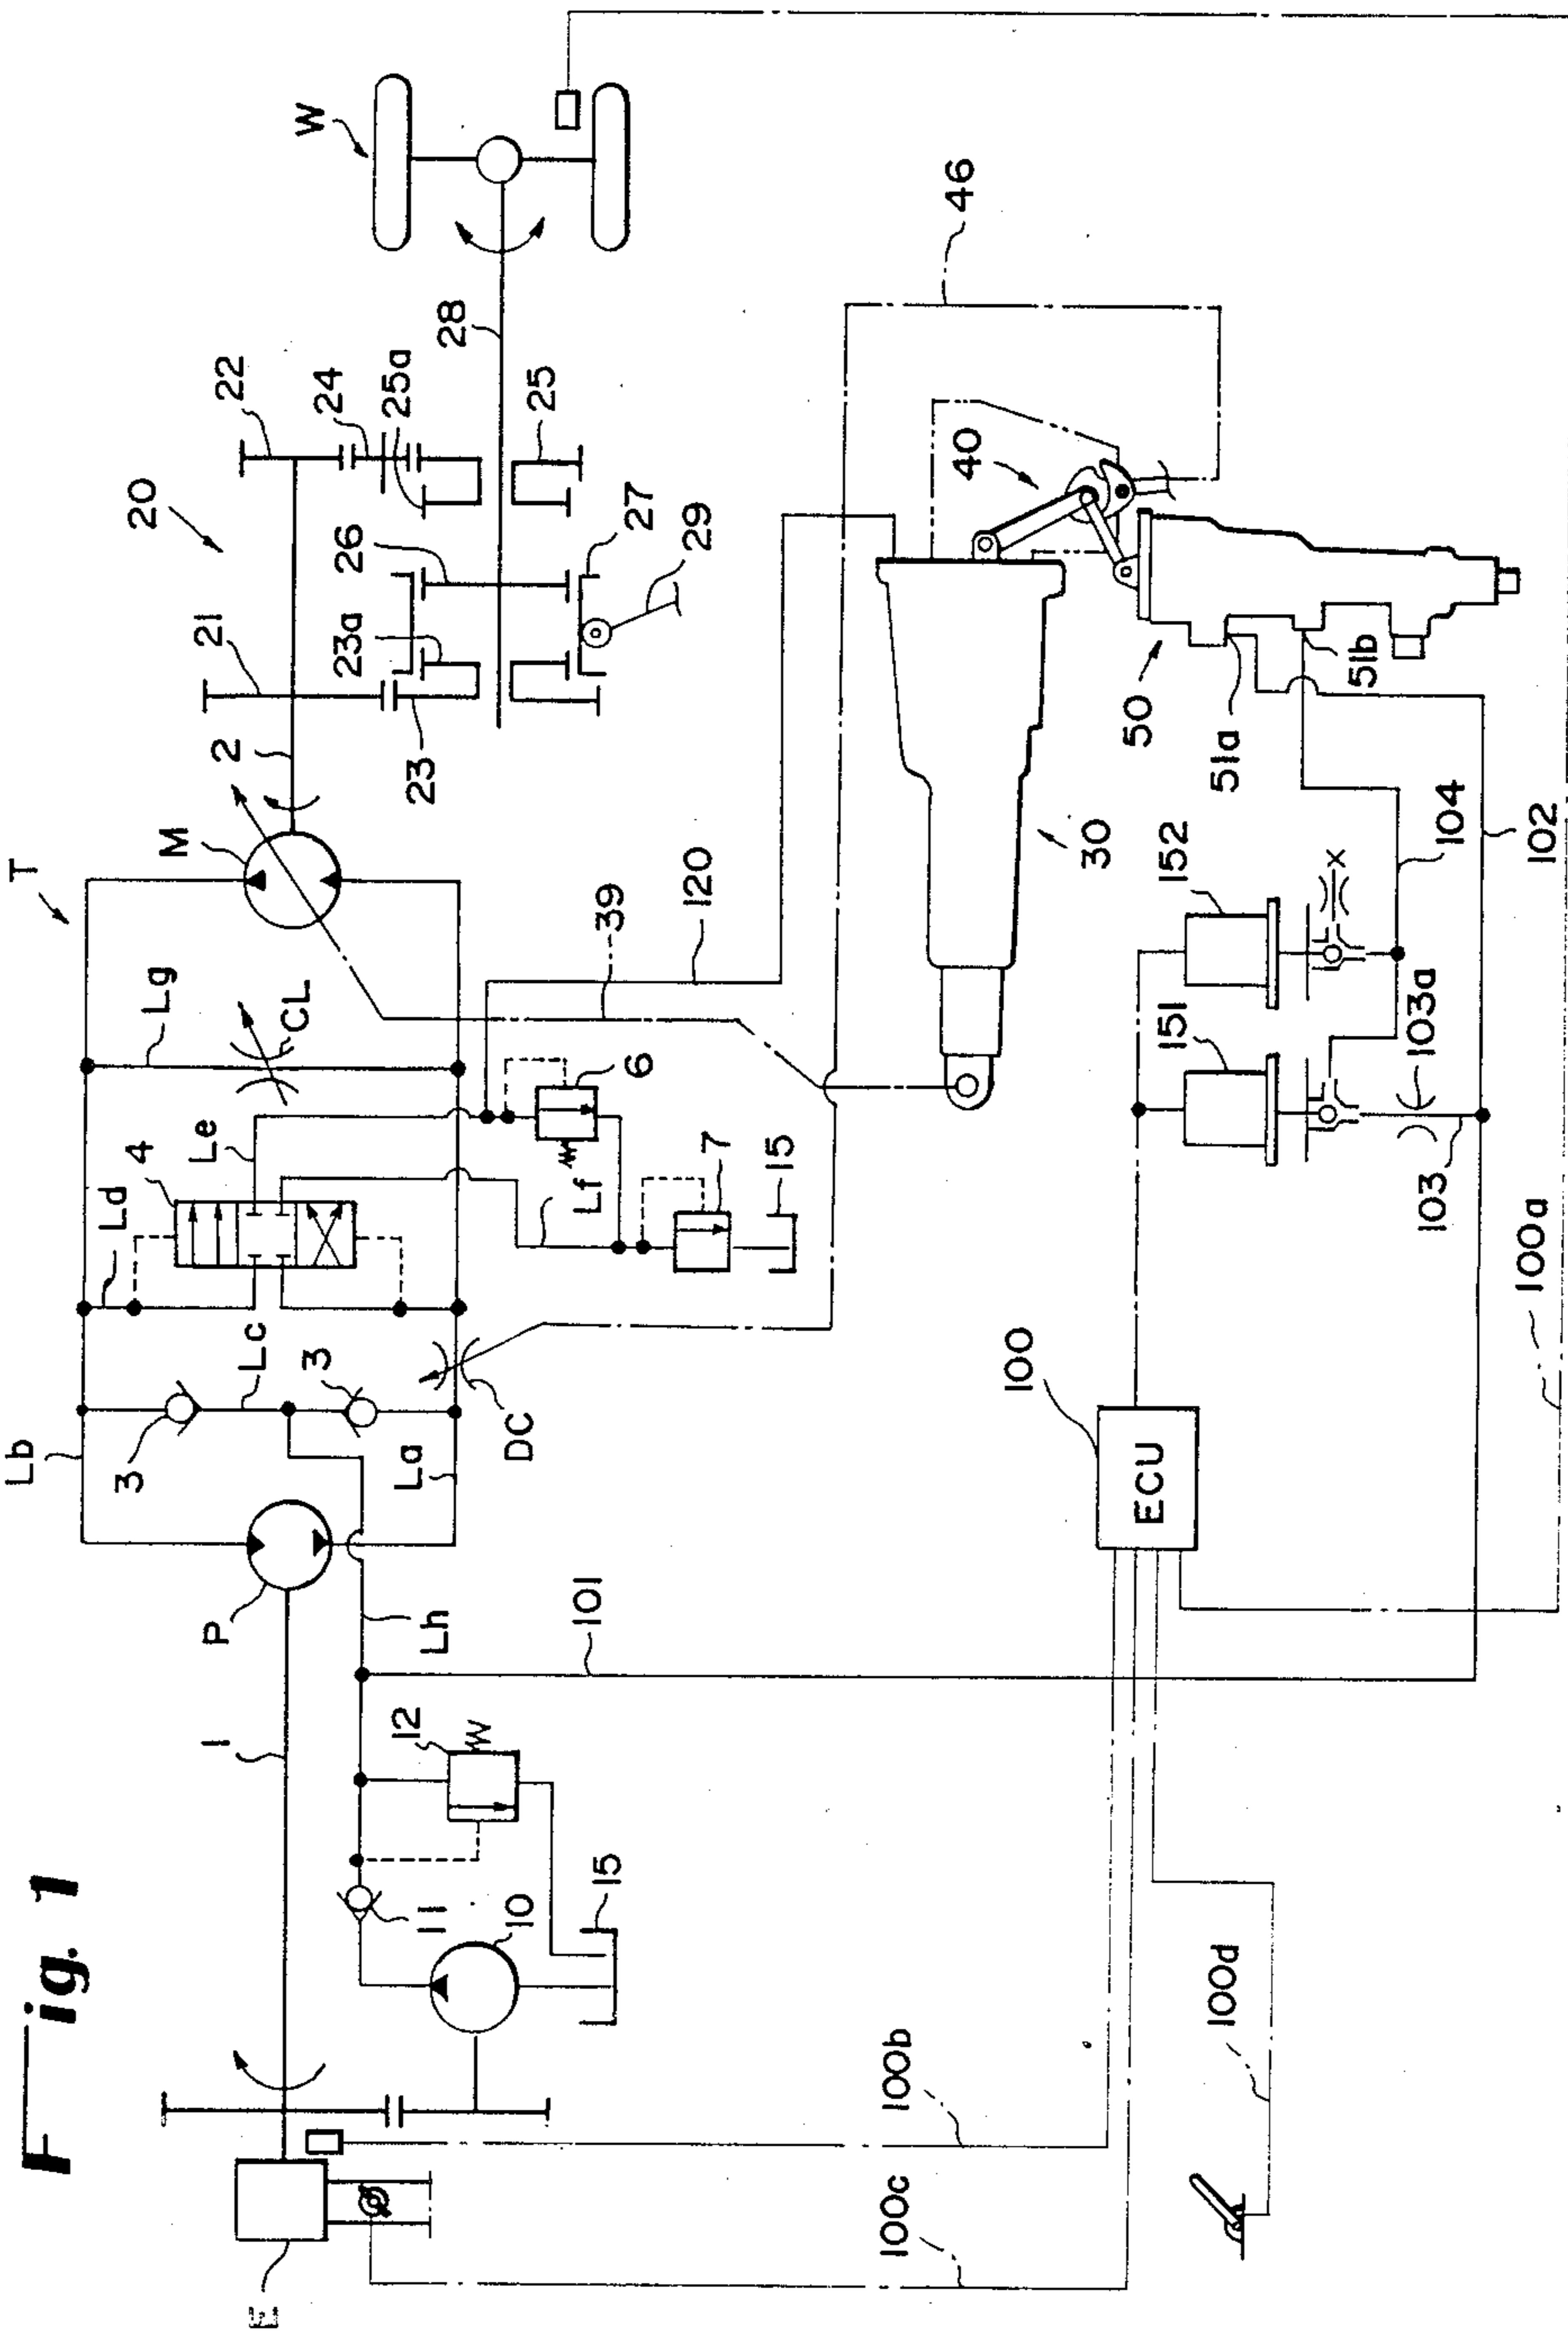 Fig. 1
T
W
20
22
21
24
25a
26
23a
28
25
27
29
23
2
M
Lg
CL
Le
4
Ld
Lc
3
3
Lb
La
DC
P
Lh
1
E
12
11
10
15
101
6
7
Lf
15
39
120
46
40
30
50
51a
51b
152
151
103a
103
104
102
X
100
ECU
100a
100b
100c
100d